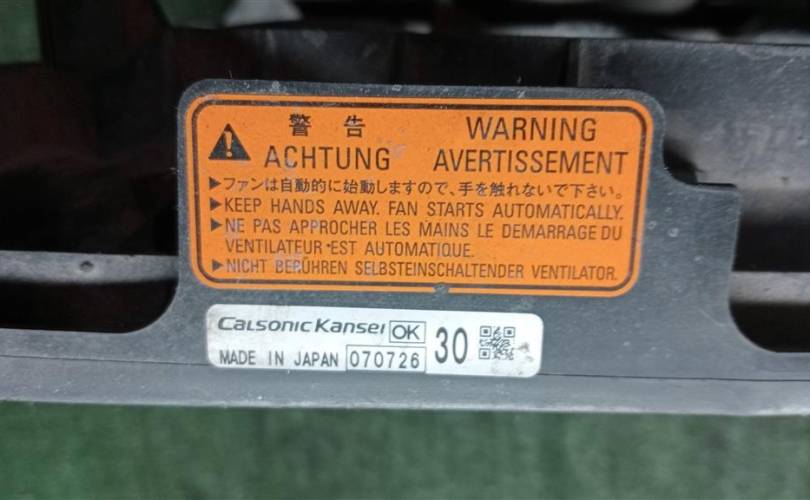 警告 WARNING
ACHTUNG AVERTISSEMENT
▶ファンは自動的に始動しますので、手を触れないで下さい。
▶KEEP HANDS AWAY. FAN STARTS AUTOMATICALLY.
▶NE PAS APPROCHER LES MAINS LE DEMARRAGE DU
VENTILATEUR EST AUTOMATIQUE.
▶NICHT BERÜHREN SELBSTEINSCHALTENDER VENTILATOR.
CALSONIC KANSEI OK 30
MADE IN JAPAN 070726